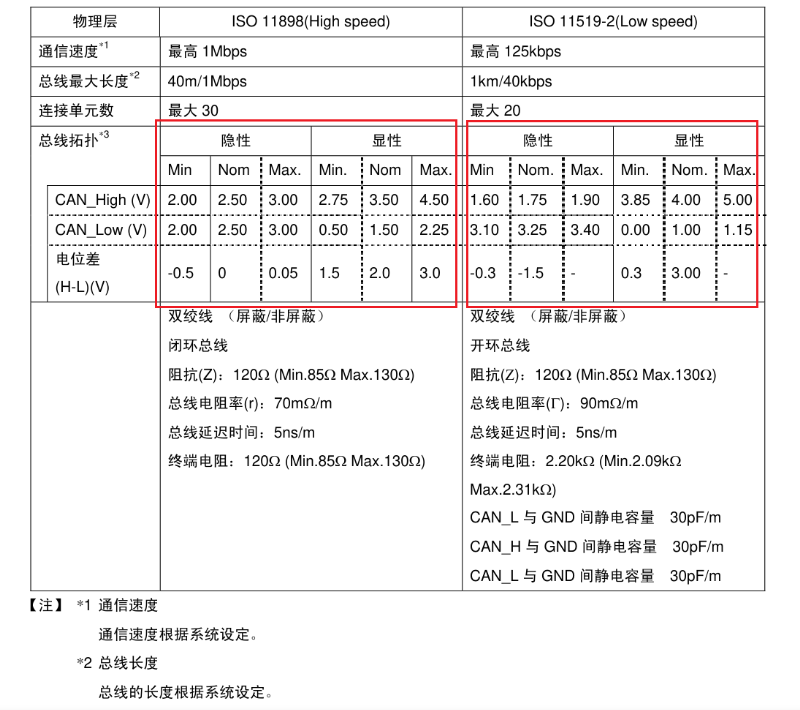 物理层 ISO 11898(High speed) ISO 11519-2(Low speed)
通信速度*1 最高 1Mbps 最高 125kbps
总线最大长度*2 40m/1Mbps 1km/40kbps
连接单元数 最大 30 最大 20
总线拓扑*3 隐性 显性 隐性 显性
Min Nom Max. Min. Nom Max. Min Nom. Max. Min. Nom. Max.
CAN_High (V) 2.00 2.50 3.00 2.75 3.50 4.50 1.60 1.75 1.90 3.85 4.00 5.00
CAN_Low (V) 2.00 2.50 3.00 0.50 1.50 2.25 3.10 3.25 3.40 0.00 1.00 1.15
电位差
(H-L)(V) -0.5 0 0.05 1.5 2.0 3.0 -0.3 -1.5 - 0.3 3.00 -
双绞线 （屏蔽/非屏蔽）
闭环总线
阻抗(Z)：120Ω (Min.85Ω Max.130Ω)
总线电阻率(r)：70mΩ/m
总线延迟时间：5ns/m
终端电阻：120Ω (Min.85Ω Max.130Ω)
双绞线 （屏蔽/非屏蔽）
开环总线
阻抗(Z)：120Ω (Min.85Ω Max.130Ω)
总线电阻率(Γ)：90mΩ/m
总线延迟时间：5ns/m
终端电阻：2.20kΩ (Min.2.09kΩ
Max.2.31kΩ)
CAN_L 与 GND 间静电容量 30pF/m
CAN_H 与 GND 间静电容量 30pF/m
CAN_L 与 GND 间静电容量 30pF/m
【注】 *1 通信速度
通信速度根据系统设定。
*2 总线长度
总线的长度根据系统设定。